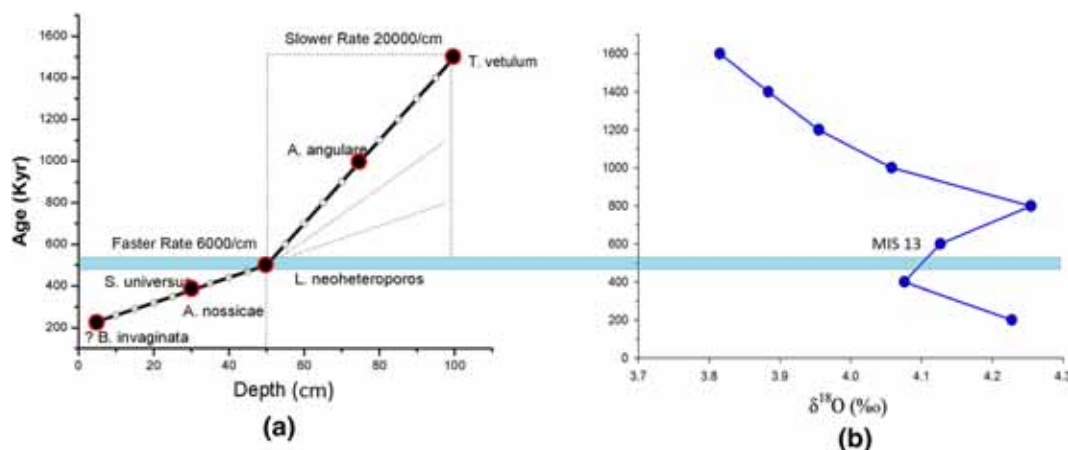 1600
1400
1200
1000
800
600
400
200
Age (Kyr)
0
20
40
60
80
100
Depth (cm)
Slower Rate 20000/cm
T. vetulum
A. angulare
Faster Rate 6000/cm
L. neoheteroporos
S. universus
A. nossicae
? B. invaginata
(a)
1600
1400
1200
1000
800
600
400
200
0
MIS 13
3.7
3.8
3.9
4.0
4.1
4.2
4.3
δ¹⁸O (‰)
(b)